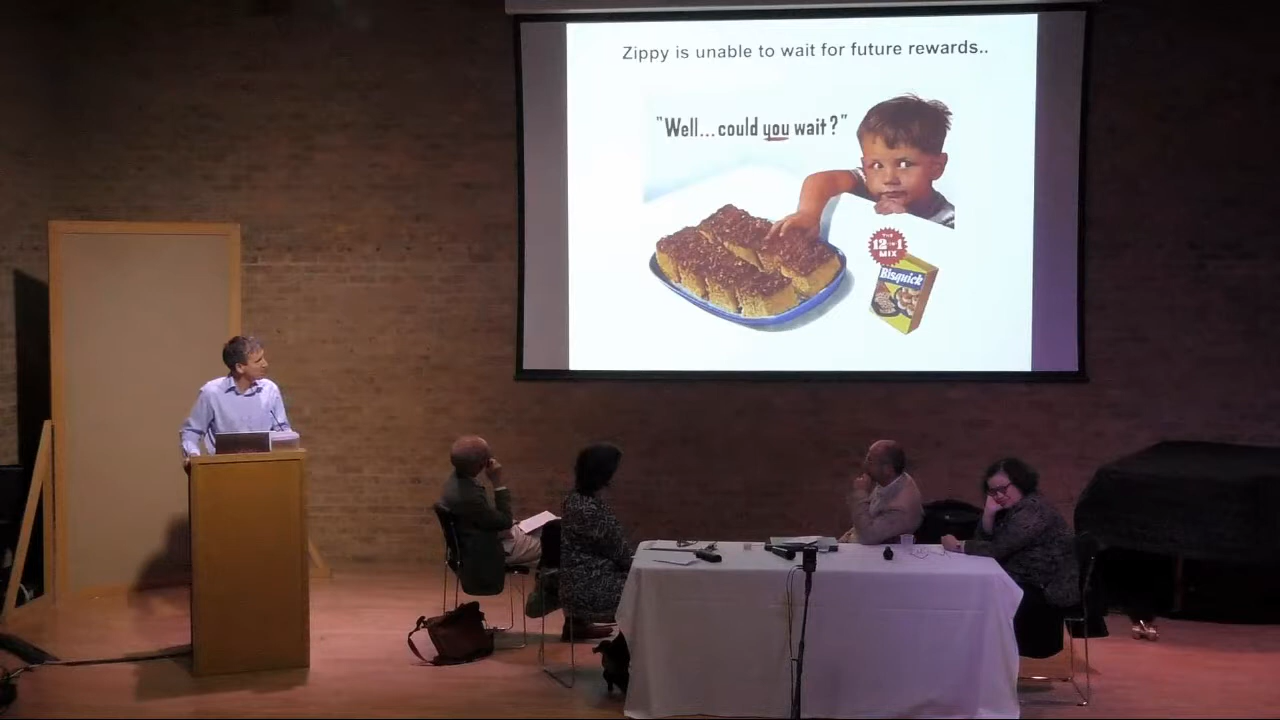 Zippy is unable to wait for future rewards..
"Well...could you wait?"
THE
12 IN 1
MIX
Bisquick